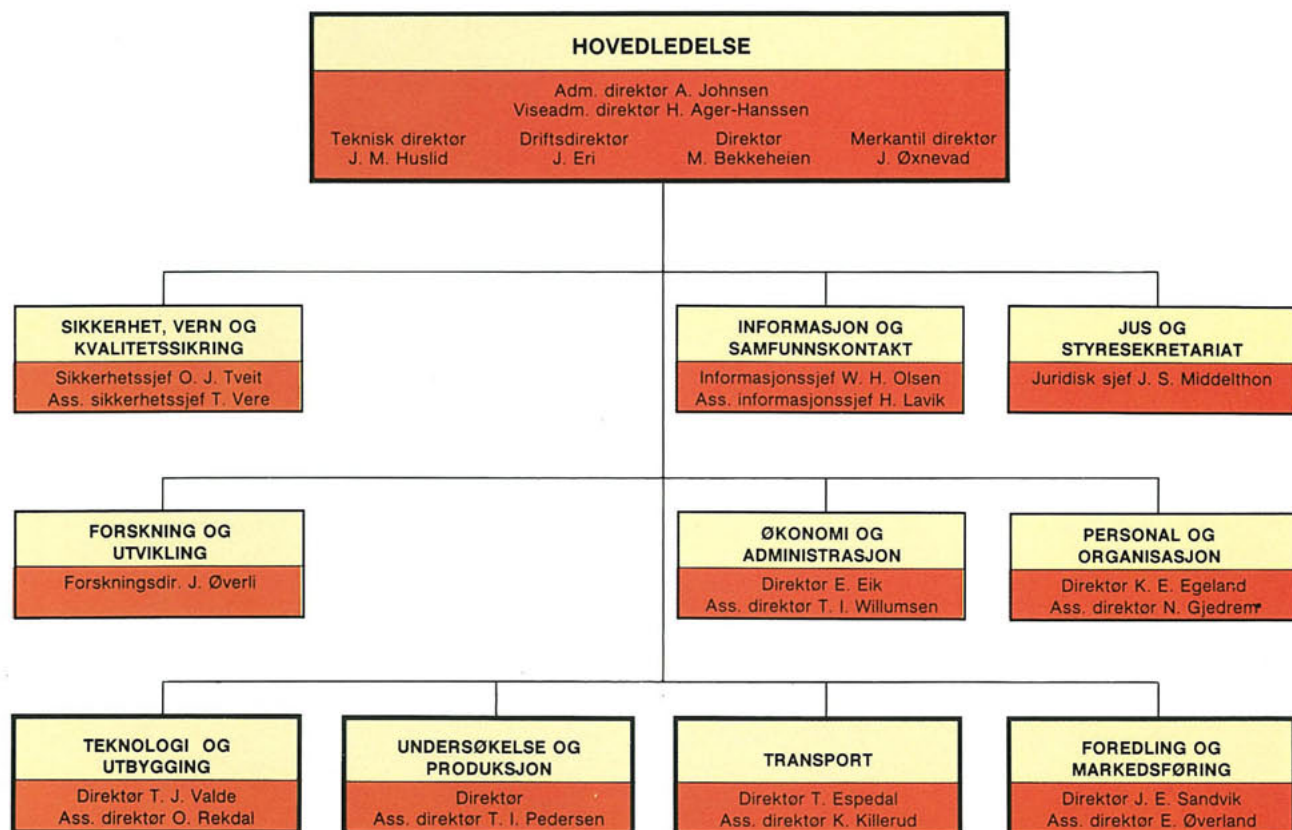 HOVEDLEDELSE
Adm. direktør A. Johnsen
Viseadm. direktør H. Ager-Hanssen
Teknisk direktør
J. M. Huslid
Driftsdirektør
J. Eri
Direktør
M. Bekkeheien
Merkantil direktør
J. Øxnevad
SIKKERHET, VERN OG
KVALITETSSIKRING
Sikkerhetssjef O. J. Tveit
Ass. sikkerhetssjef T. Vere
INFORMASJON OG
SAMFUNNSKONTAKT
Informasjonssjef W. H. Olsen
Ass. informasjonssjef H. Lavik
JUS OG
STYRESEKRETARIAT
Juridisk sjef J. S. Middelthon
FORSKNING OG
UTVIKLING
Forskningsdir. J. Øverli
ØKONOMI OG
ADMINISTRASJON
Direktør E. Eik
Ass. direktør T. I. Willumsen
PERSONAL OG
ORGANISASJON
Direktør K. E. Egeland
Ass. direktør N. Gjedrem
TEKNOLOGI OG
UTBYGGING
Direktør T. J. Valde
Ass. direktør O. Rekdal
UNDERSØKELSE OG
PRODUKSJON
Direktør
Ass. direktør T. I. Pedersen
TRANSPORT
Direktør T. Espedal
Ass. direktør K. Killerud
FOREDLING OG
MARKEDSFØRING
Direktør J. E. Sandvik
Ass. direktør E. Øverland